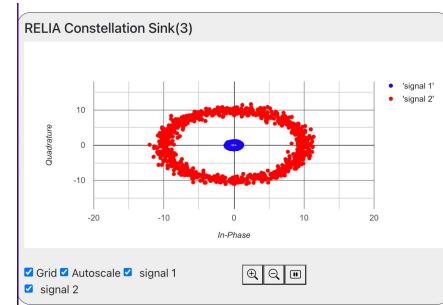 RELIA Constellation Sink(3)
'signal 1'
'signal 2'
Quadrature
10
0
-10
-20
-10
0
10
20
In-Phase
Grid Autoscale signal 1
signal 2